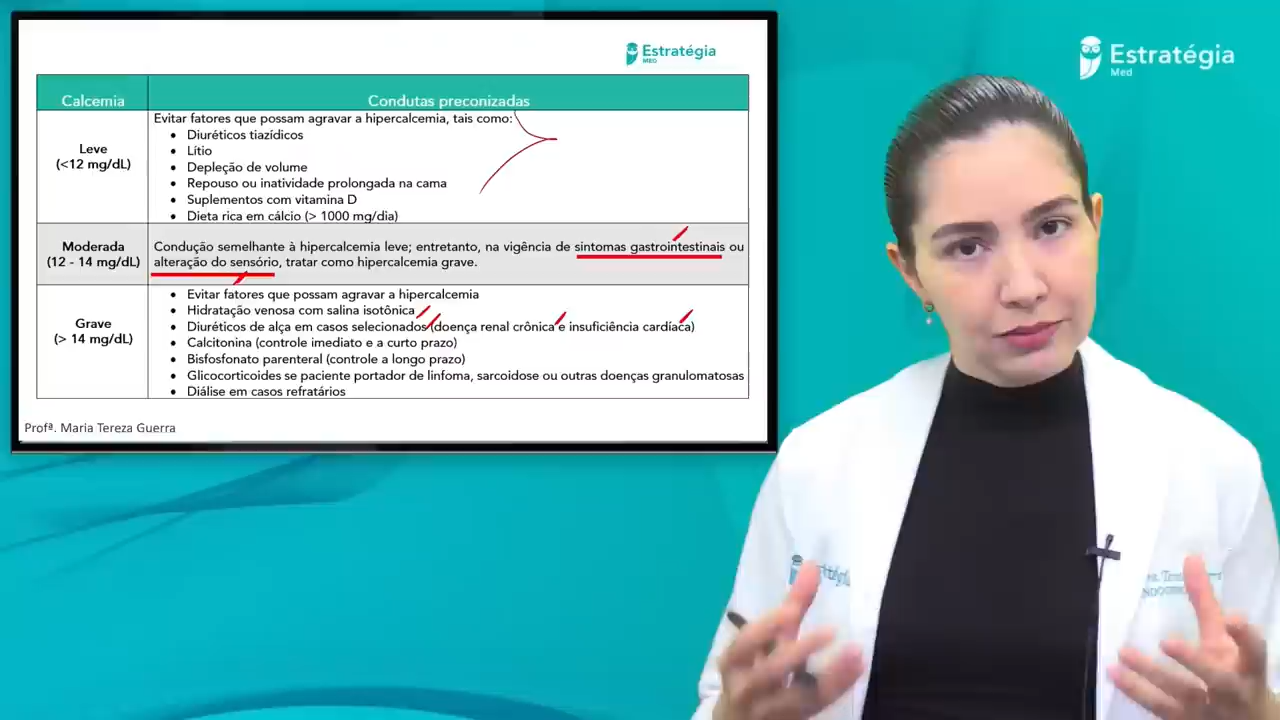 Estratégia
MED
Calcemia
Condutas preconizadas
Leve
(<12 mg/dL)
Evitar fatores que possam agravar a hipercalcemia, tais como:
• Diuréticos tiazídicos
• Lítio
• Depleção de volume
• Repouso ou inatividade prolongada na cama
• Suplementos com vitamina D
• Dieta rica em cálcio (> 1000 mg/dia)
Moderada
(12 - 14 mg/dL)
Condução semelhante à hipercalcemia leve; entretanto, na vigência de sintomas gastrointestinais ou
alteração do sensório, tratar como hipercalcemia grave.
Grave
(> 14 mg/dL)
• Evitar fatores que possam agravar a hipercalcemia
• Hidratação venosa com salina isotônica
• Diuréticos de alça em casos selecionados (doença renal crônica e insuficiência cardíaca)
• Calcitonina (controle imediato e a curto prazo)
• Bisfosfonato parenteral (controle a longo prazo)
• Glicocorticoides se paciente portador de linfoma, sarcoidose ou outras doenças granulomatosas
• Diálise em casos refratários
Profª. Maria Tereza Guerra
Estratégia
Med